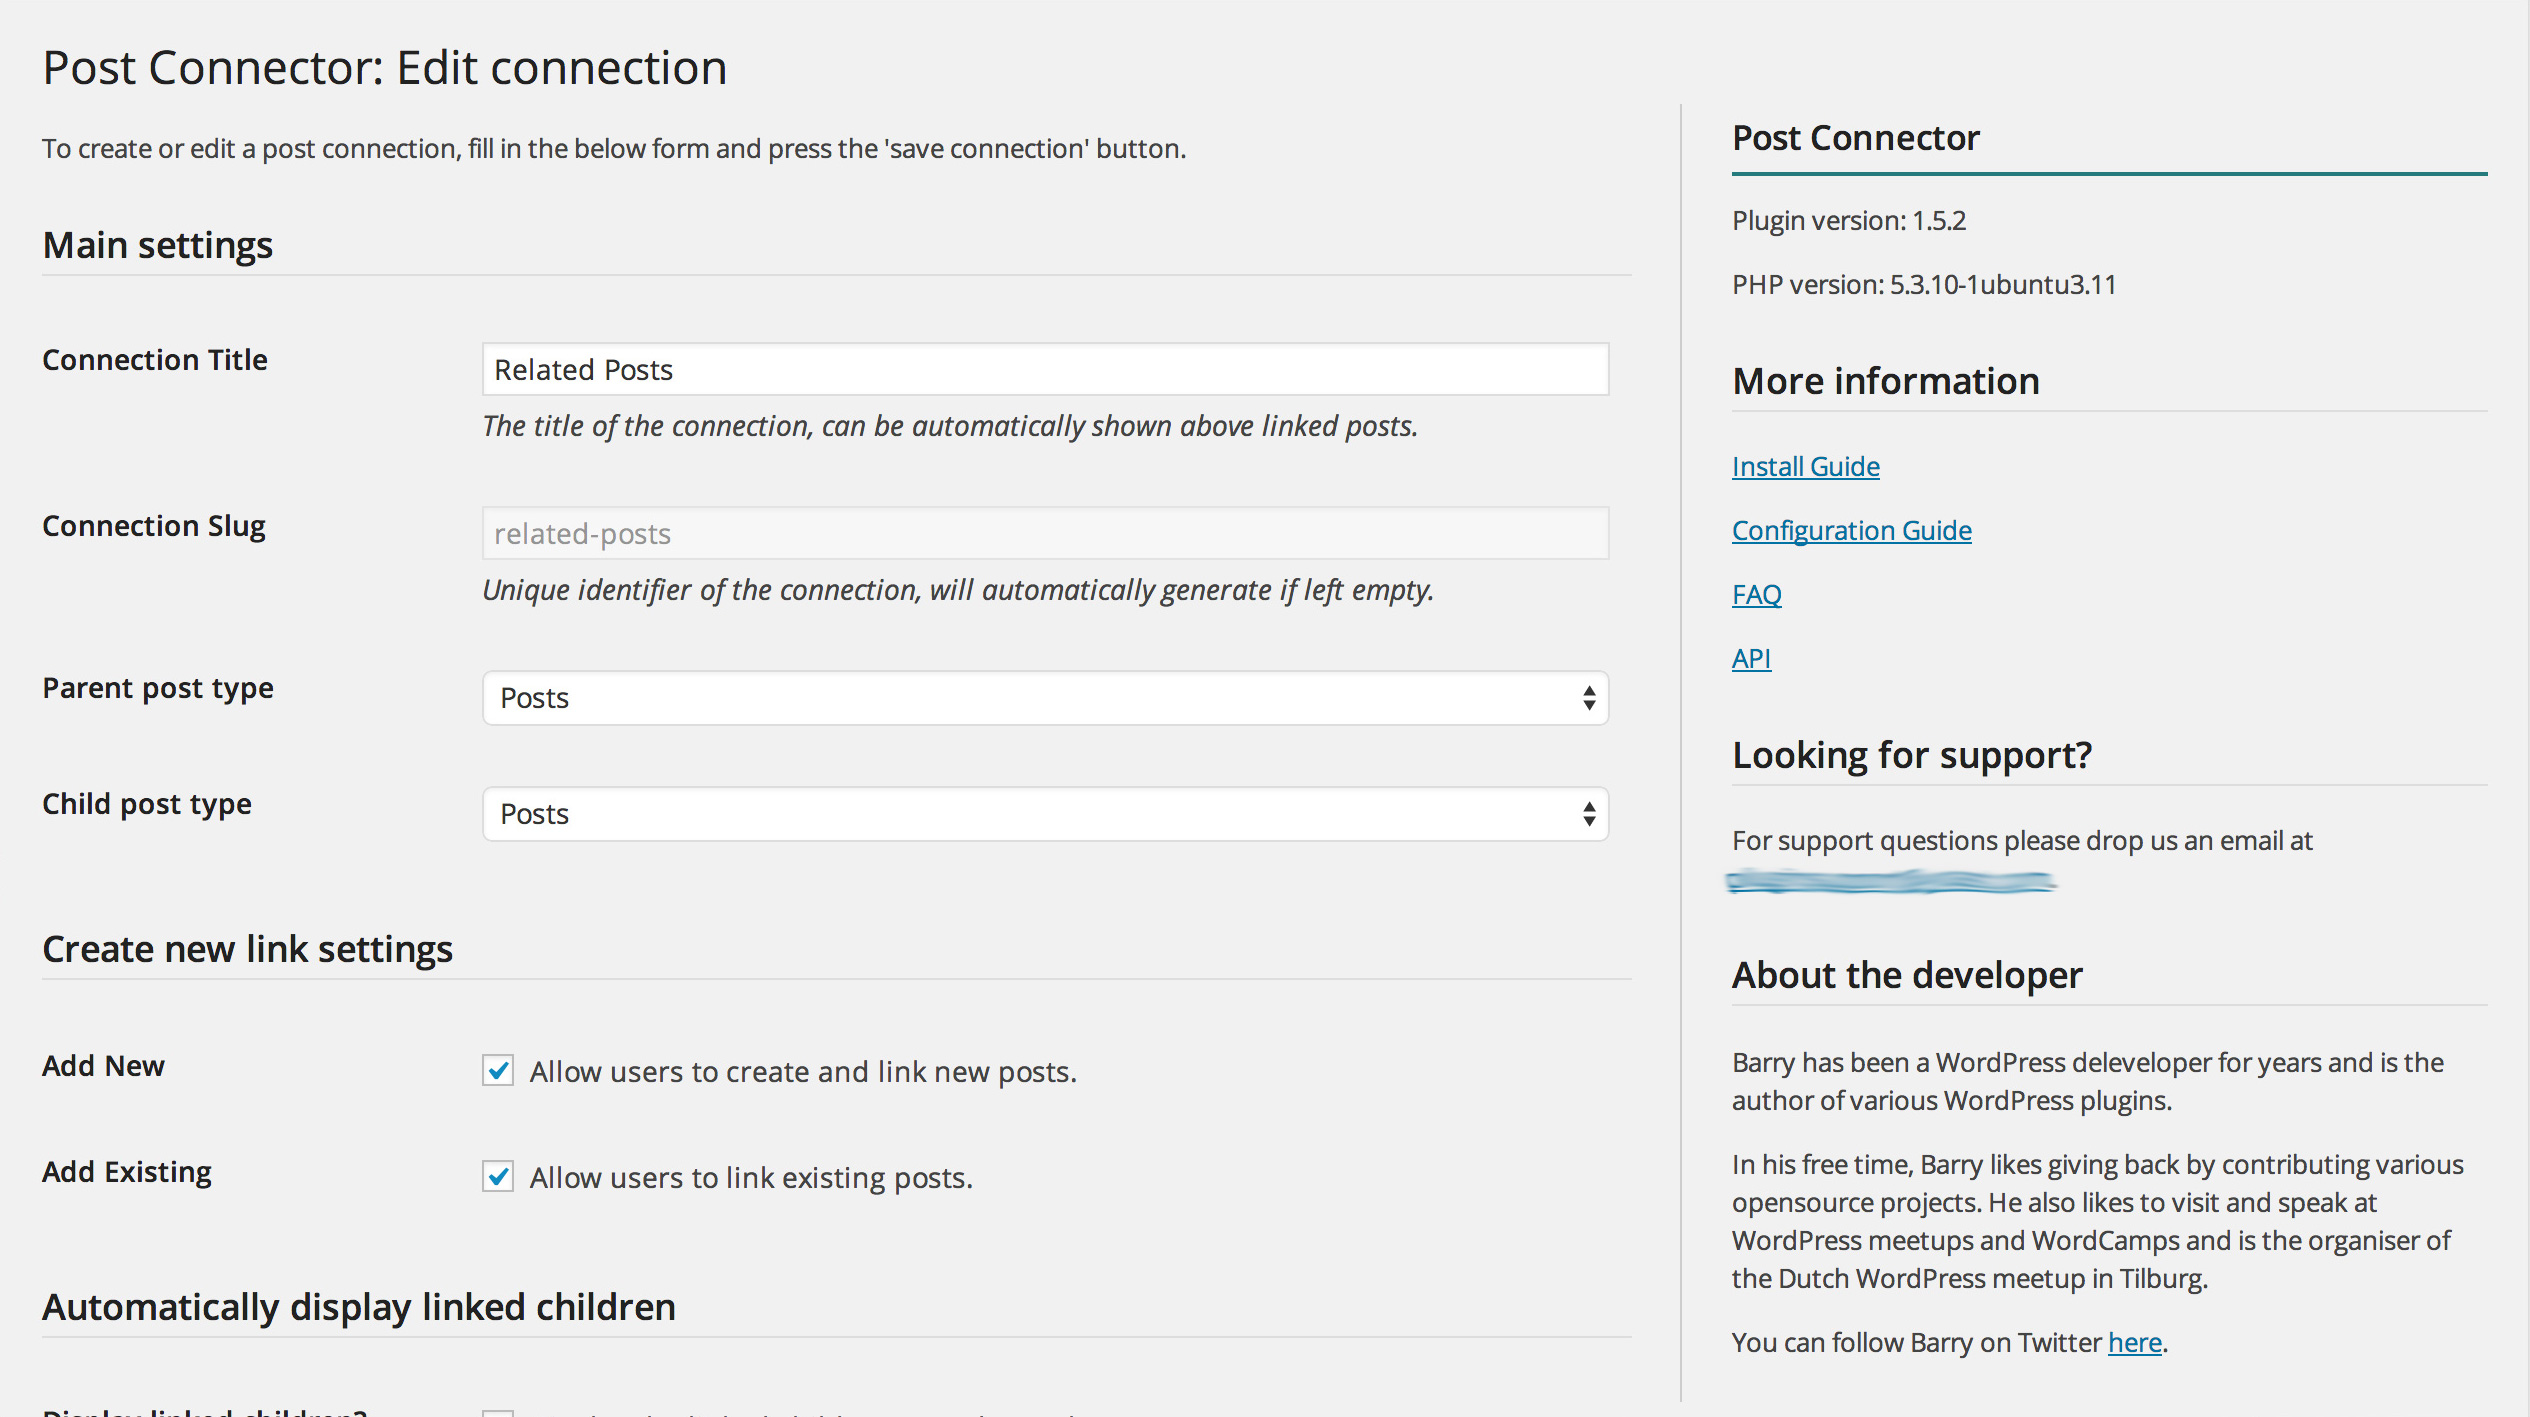 Post Connector: Edit connection
To create or edit a post connection, fill in the below form and press the 'save connection' button.
Main settings
Connection Title
Related Posts
The title of the connection, can be automatically shown above linked posts.
Connection Slug
related-posts
Unique identifier of the connection, will automatically generate if left empty.
Parent post type
Posts
Child post type
Posts
Create new link settings
Add New
Allow users to create and link new posts.
Add Existing
Allow users to link existing posts.
Automatically display linked children
Display linked children?
Post Connector
Plugin version: 1.5.2
PHP version: 5.3.10-1ubuntu3.11
More information
Install Guide
Configuration Guide
FAQ
API
Looking for support?
For support questions please drop us an email at
About the developer
Barry has been a WordPress deleveloper for years and is the
author of various WordPress plugins.
In his free time, Barry likes giving back by contributing various
opensource projects. He also likes to visit and speak at
WordPress meetups and WordCamps and is the organiser of
the Dutch WordPress meetup in Tilburg.
You can follow Barry on Twitter here.